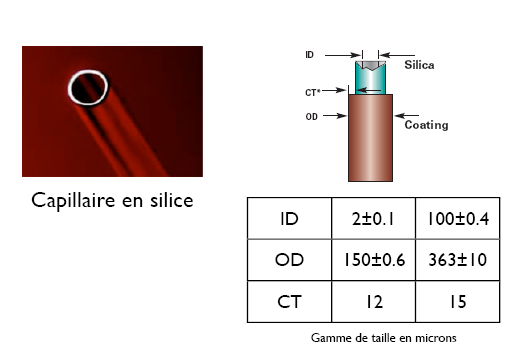 ID
Silica
CT*
OD
Coating
Capillaire en silice
ID 2±0.1 100±0.4
OD 150±0.6 363±10
CT 12 15
Gamme de taille en microns